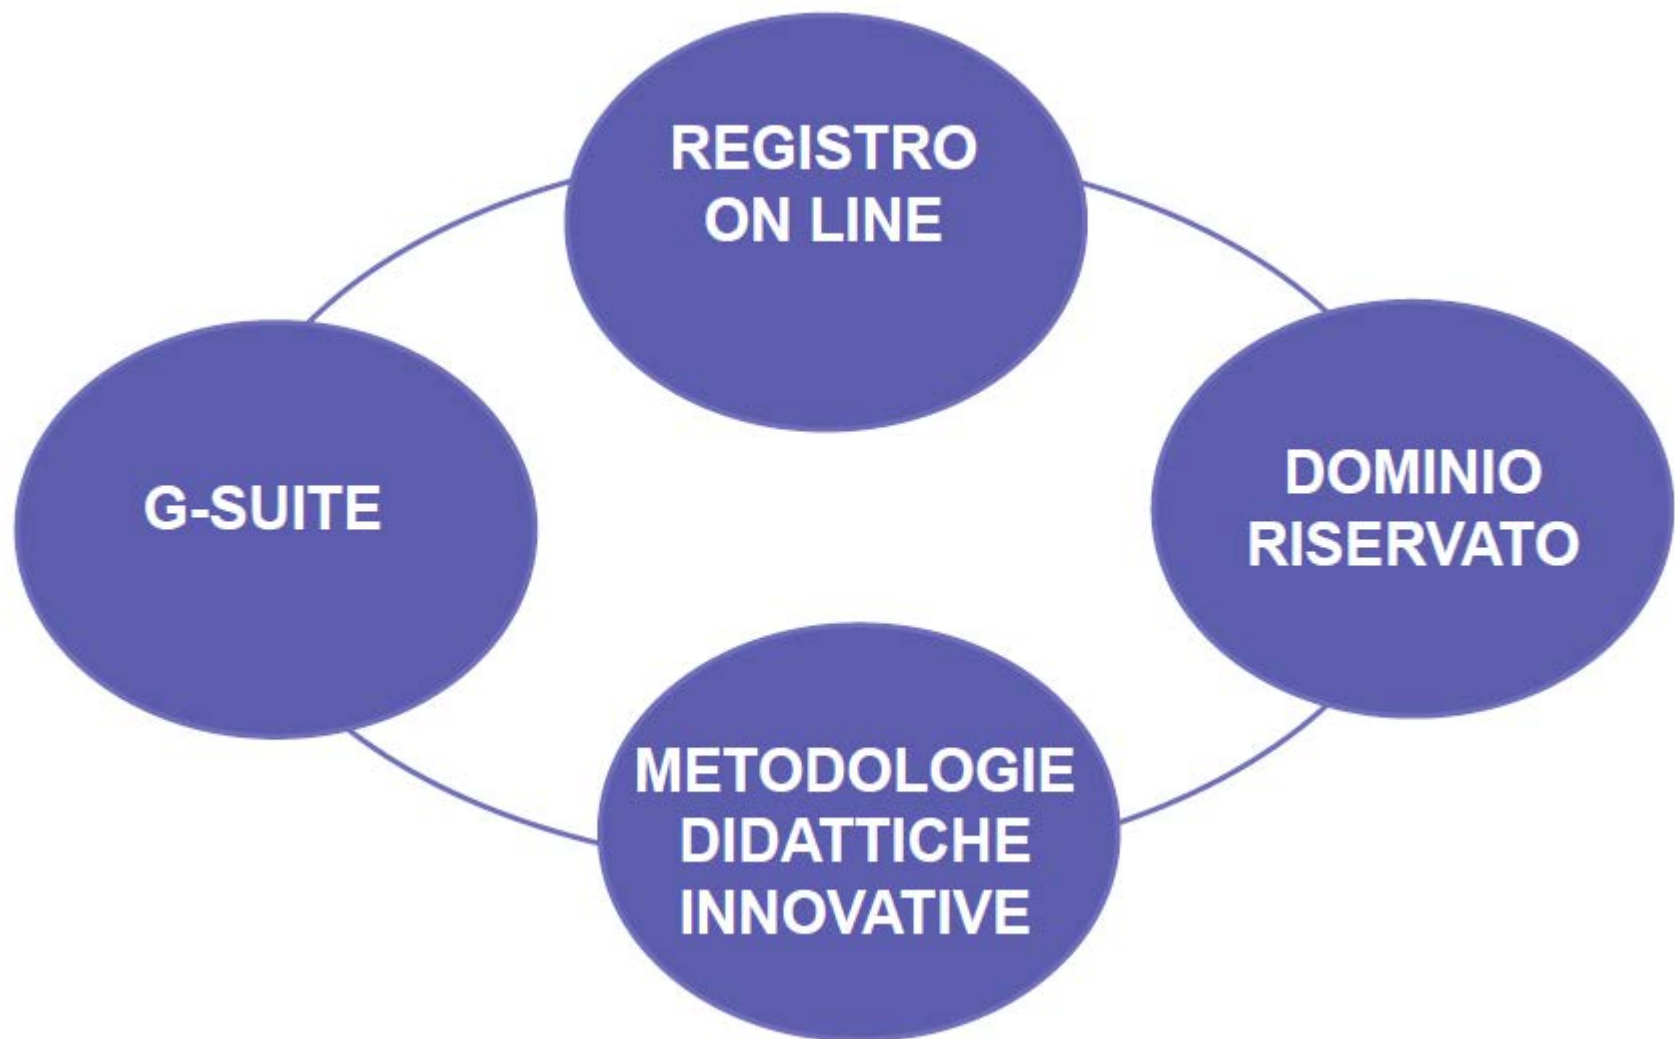 REGISTRO
ON LINE
G-SUITE
DOMINIO
RISERVATO
METODOLOGIE
DIDATTICHE
INNOVATIVE